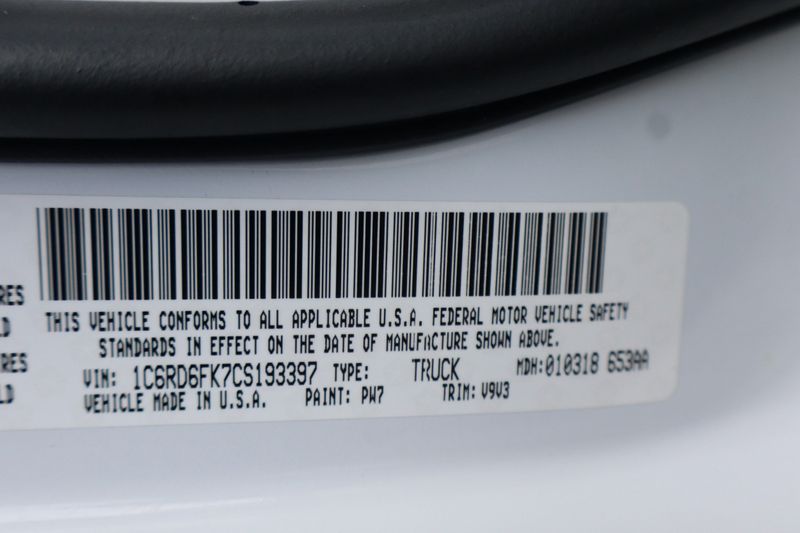 RES
THIS VEHICLE CONFORMS TO ALL APPLICABLE U.S.A. FEDERAL MOTOR VEHICLE SAFETY
LD
STANDARDS IN EFFECT ON THE DATE OF MANUFACTURE SHOWN ABOVE.
RES
VIN: 1C6RD6FK7CS193397 TYPE: TRUCK MDH:010318 653AA
LD
VEHICLE MADE IN U.S.A. PAINT: PW7 TRIM: V9V3